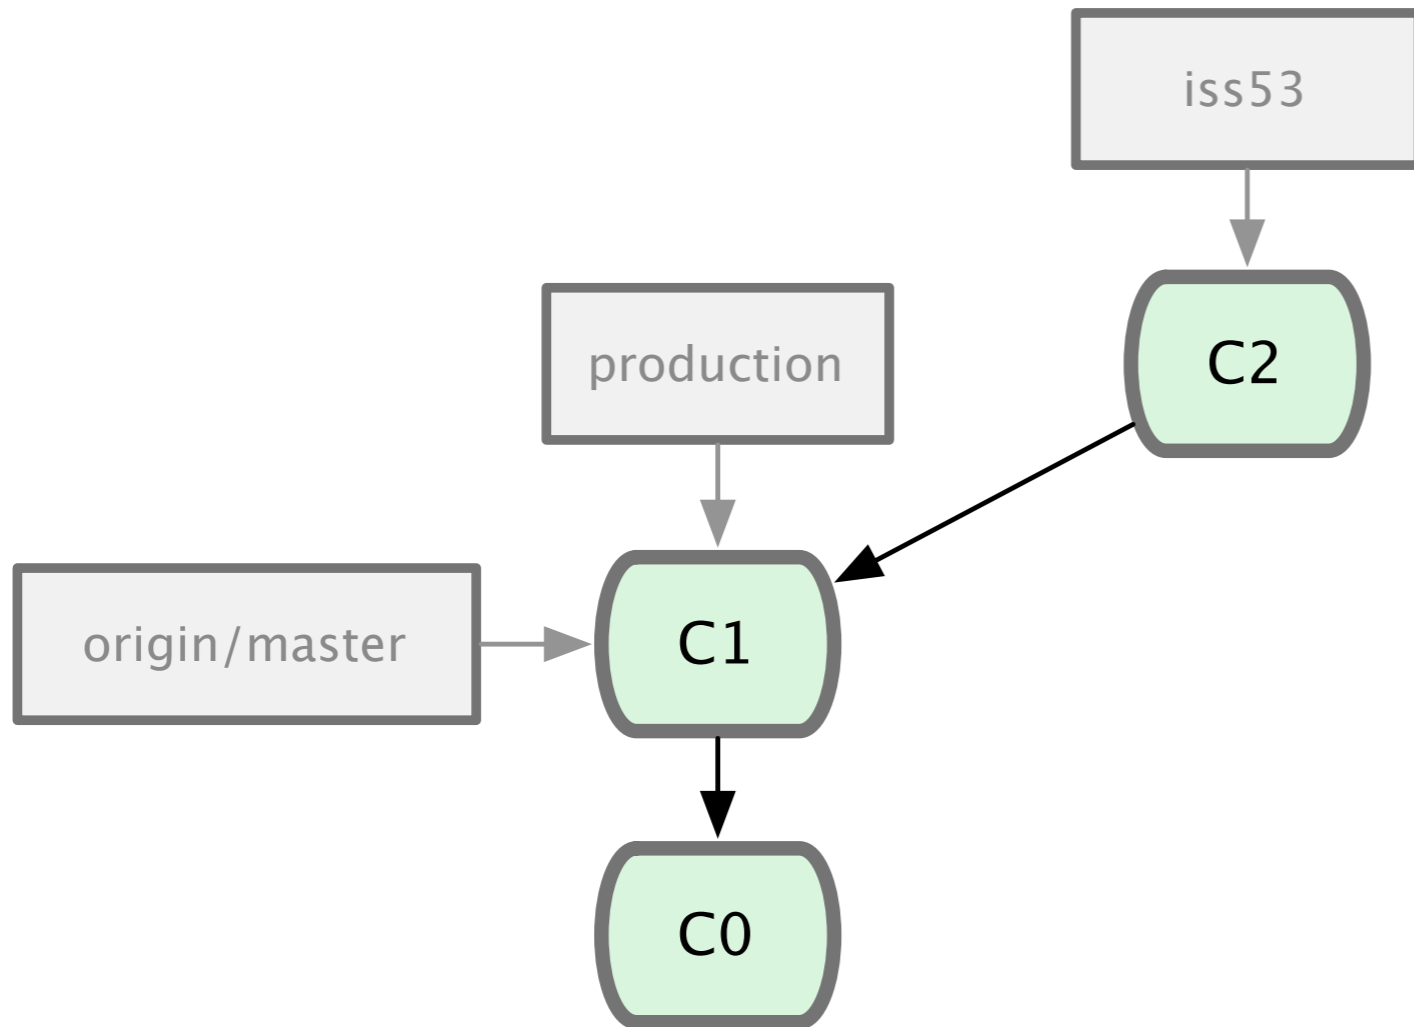 iss53
production
C2
origin/master
C1
C0